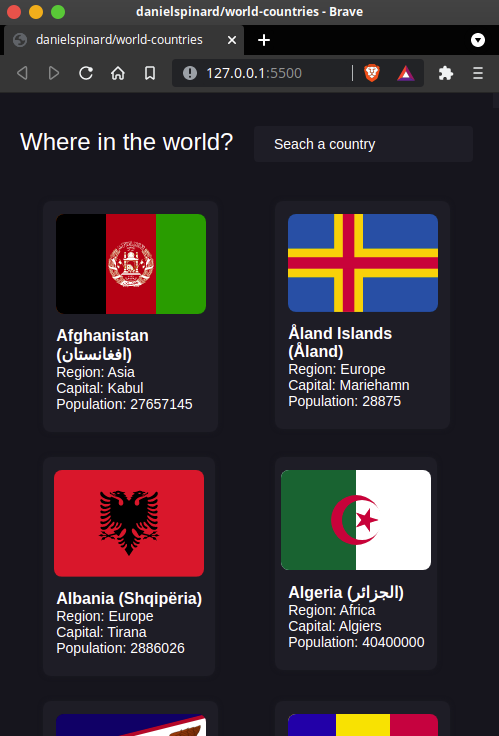 danielspinard/world-countries - Brave
danielspinard/world-countries
127.0.0.1:5500
Where in the world?
Seach a country
Afghanistan
(افغانستان)
Region: Asia
Capital: Kabul
Population: 27657145
Åland Islands
(Åland)
Region: Europe
Capital: Mariehamn
Population: 28875
Albania (Shqipëria)
Region: Europe
Capital: Tirana
Population: 2886026
Algeria (الجزائر)
Region: Africa
Capital: Algiers
Population: 40400000